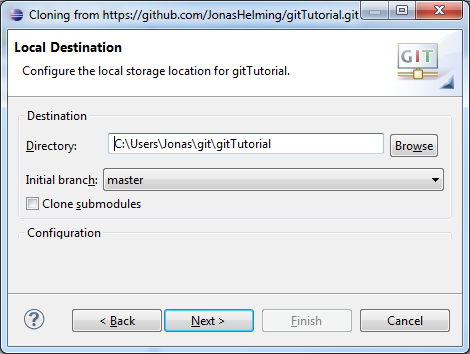 Cloning from https://github.com/JonasHelming/gitTutorial.git
Local Destination
Configure the local storage location for gitTutorial.
GIT
Destination
Directory: C:\Users\Jonas\git\gitTutorial Browse
Initial branch: master
Clone submodules
Configuration
? < Back Next > Finish Cancel